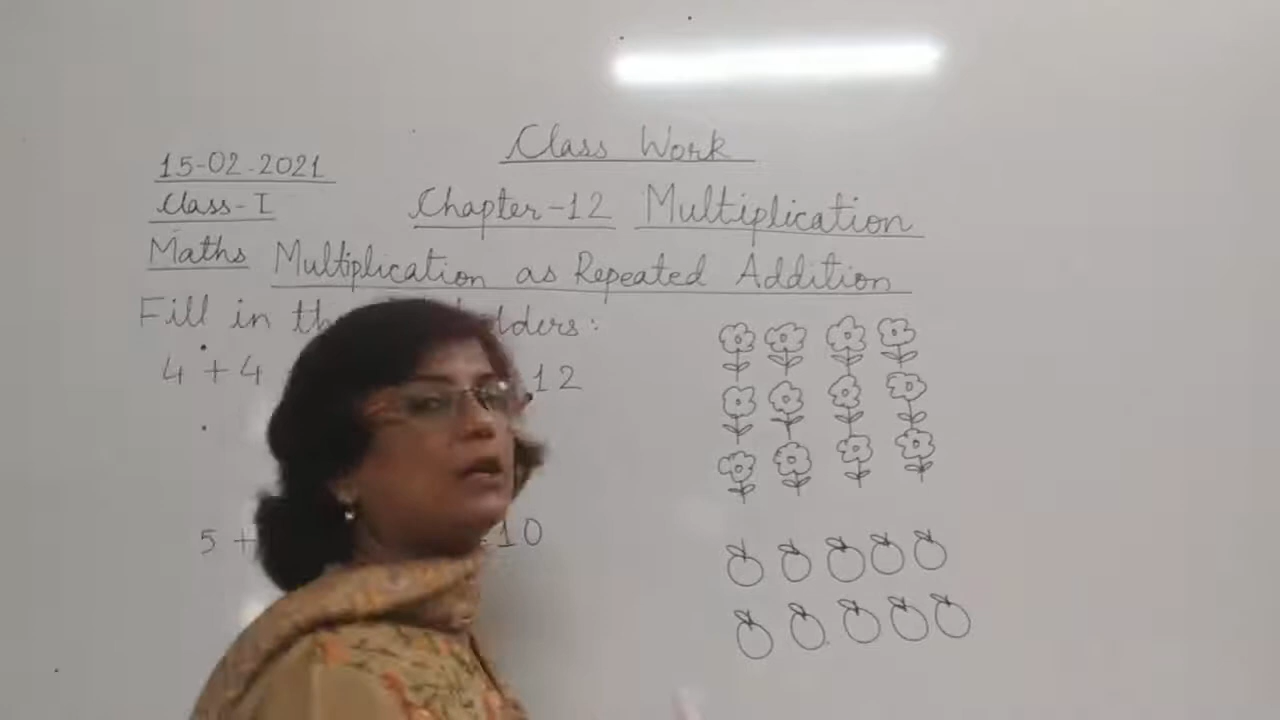 Class Work
15-02-2021
Class-I
Chapter-12 Multiplication
Maths Multiplication as Repeated Addition
Fill in
4 + 4 12
5 + 10